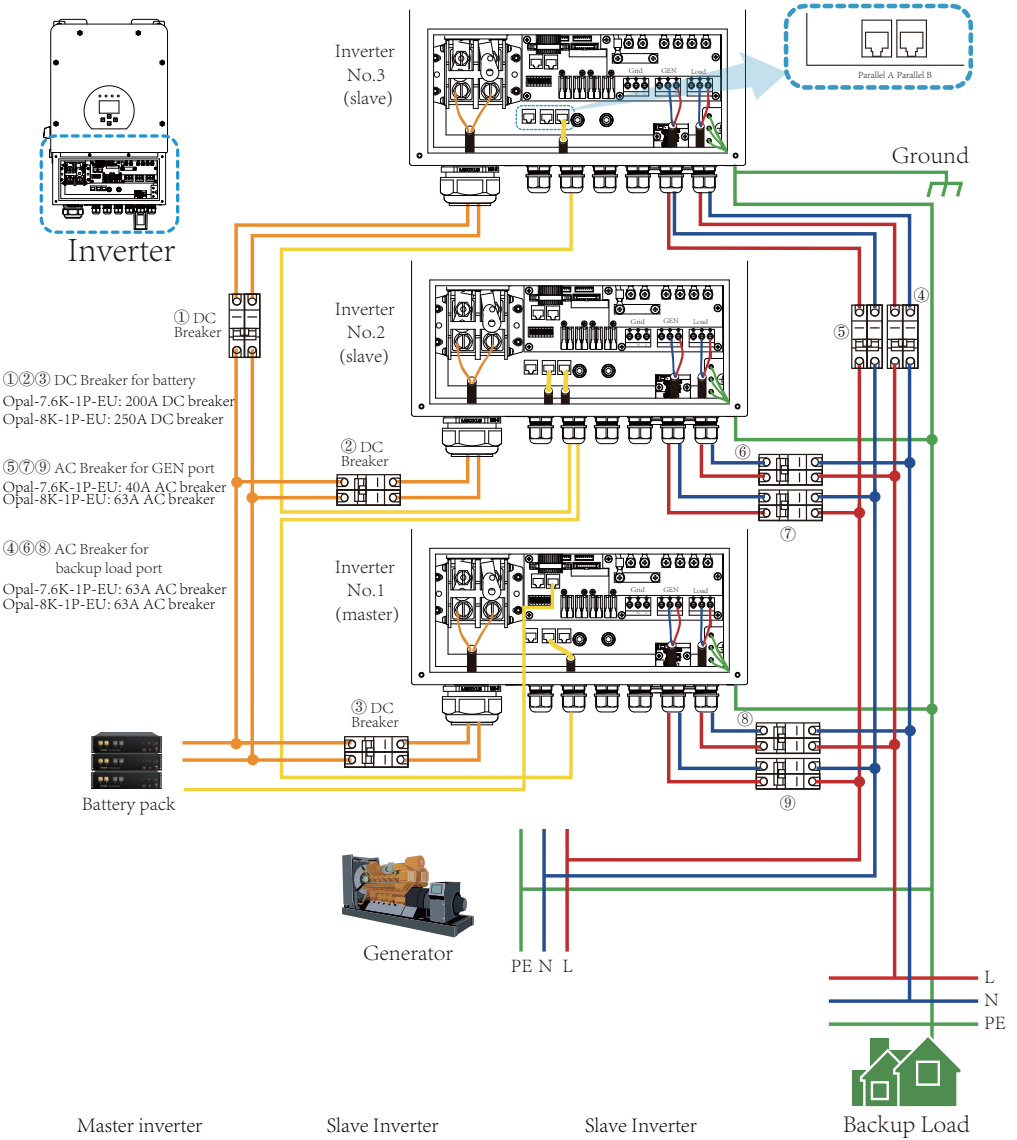 Inverter
No.3
(slave)
Grid GEN Load
Parallel A Parallel B
Ground
Inverter
Inverter
No.2
(slave)
Grid GEN Load
① DC
Breaker
④
⑤
①②③ DC Breaker for battery
Opal-7.6K-1P-EU: 200A DC breaker
Opal-8K-1P-EU: 250A DC breaker
② DC
Breaker
⑥
⑤⑦⑨ AC Breaker for GEN port
Opal-7.6K-1P-EU: 40A AC breaker
Opal-8K-1P-EU: 63A AC breaker
⑦
④⑥⑧ AC Breaker for
backup load port
Opal-7.6K-1P-EU: 63A AC breaker
Opal-8K-1P-EU: 63A AC breaker
Inverter
No.1
(master)
Grid GEN Load
③ DC
Breaker
⑧
⑨
Battery pack
Generator
PE N L
L
N
PE
Backup Load
Master inverter
Slave Inverter
Slave Inverter